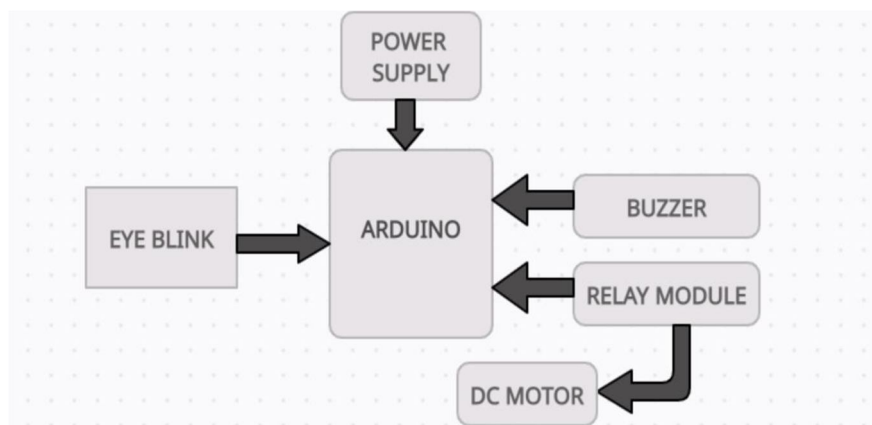 POWER
SUPPLY
ARDUINO
EYE BLINK
BUZZER
RELAY MODULE
DC MOTOR